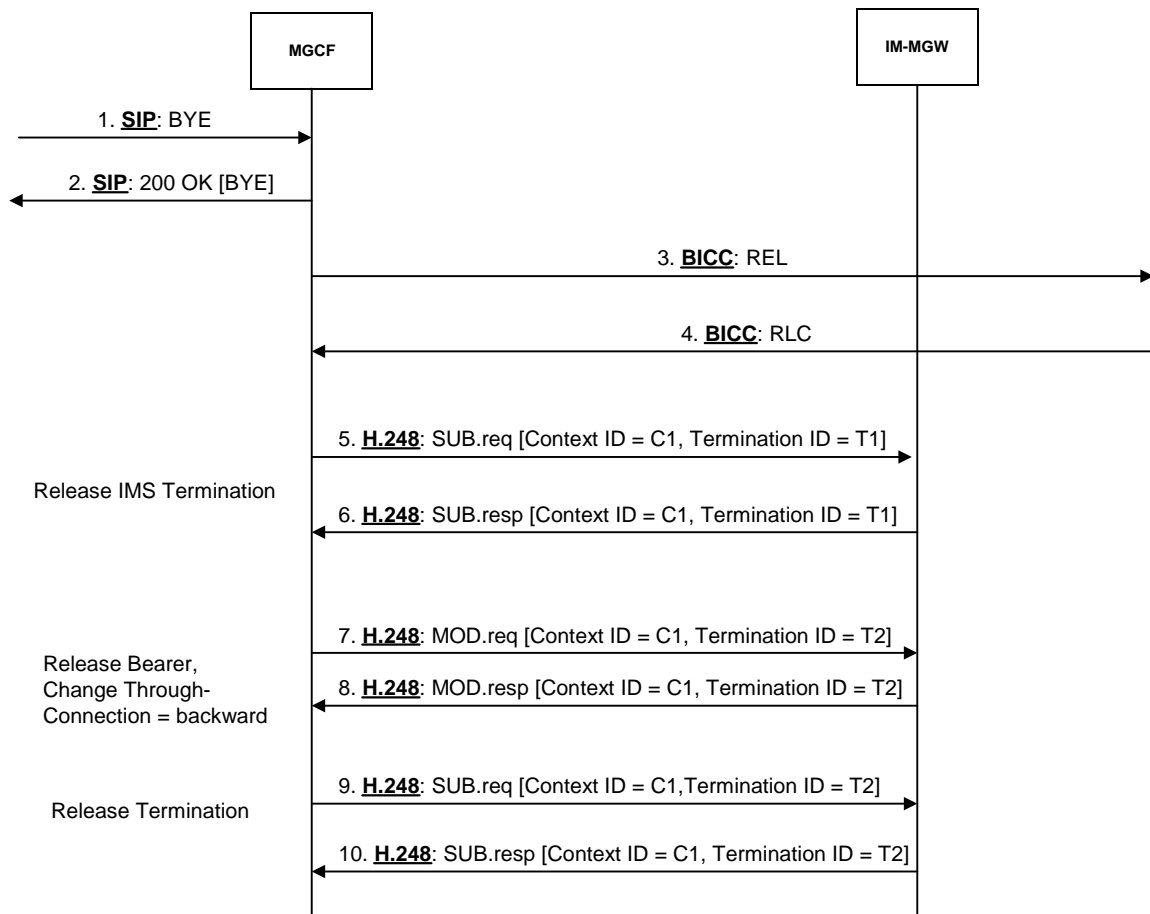 MGCF
IM-MGW
1. SIP: BYE
2. SIP: 200 OK [BYE]
3. BICC: REL
4. BICC: RLC
5. H.248: SUB.req [Context ID = C1, Termination ID = T1]
Release IMS Termination
6. H.248: SUB.resp [Context ID = C1, Termination ID = T1]
7. H.248: MOD.req [Context ID = C1, Termination ID = T2]
Release Bearer,
Change Through-
Connection = backward
8. H.248: MOD.resp [Context ID = C1, Termination ID = T2]
9. H.248: SUB.req [Context ID = C1,Termination ID = T2]
Release Termination
10. H.248: SUB.resp [Context ID = C1, Termination ID = T2]